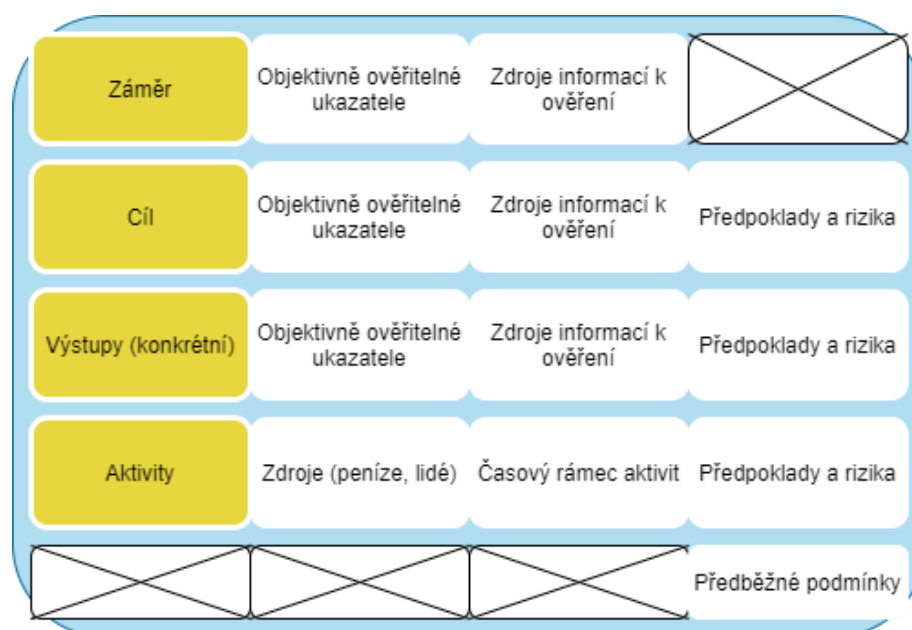 Záměr
Objektivně ověřitelné
ukazatele
Zdroje informací k
ověření
Cíl
Objektivně ověřitelné
ukazatele
Zdroje informací k
ověření
Předpoklady a rizika
Výstupy (konkrétní)
Objektivně ověřitelné
ukazatele
Zdroje informací k
ověření
Předpoklady a rizika
Aktivity
Zdroje (peníze, lidé)
Časový rámec aktivit
Předpoklady a rizika
Předběžné podmínky